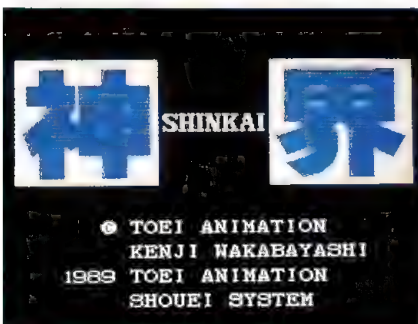 神 SHINKAI 界
© TOEI ANIMATION
KENJI WAKABAYASHI
1989 TOEI ANIMATION
SHOUEI SYSTEM